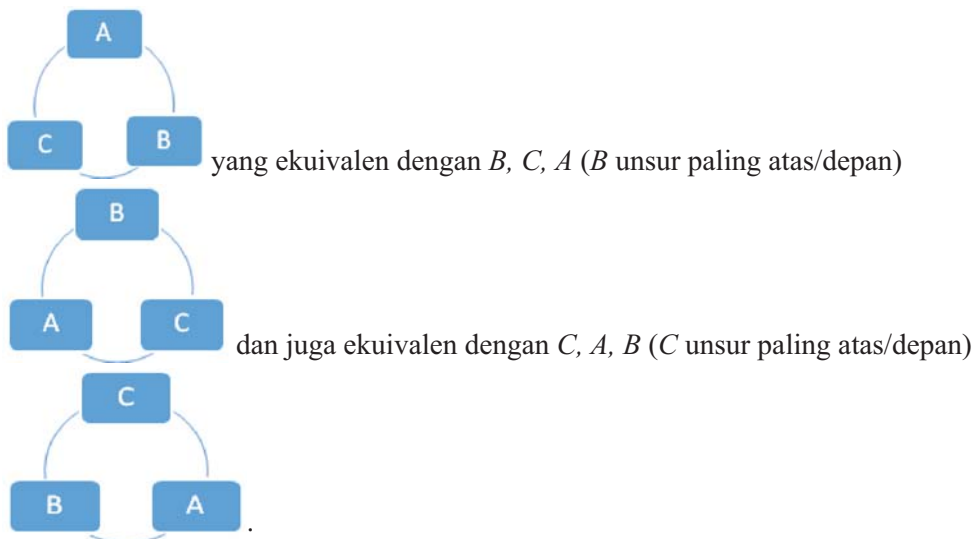 A
C B yang ekuivalen dengan B, C, A (B unsur paling atas/depan)
B
A C dan juga ekuivalen dengan C, A, B (C unsur paling atas/depan)
C
B A .